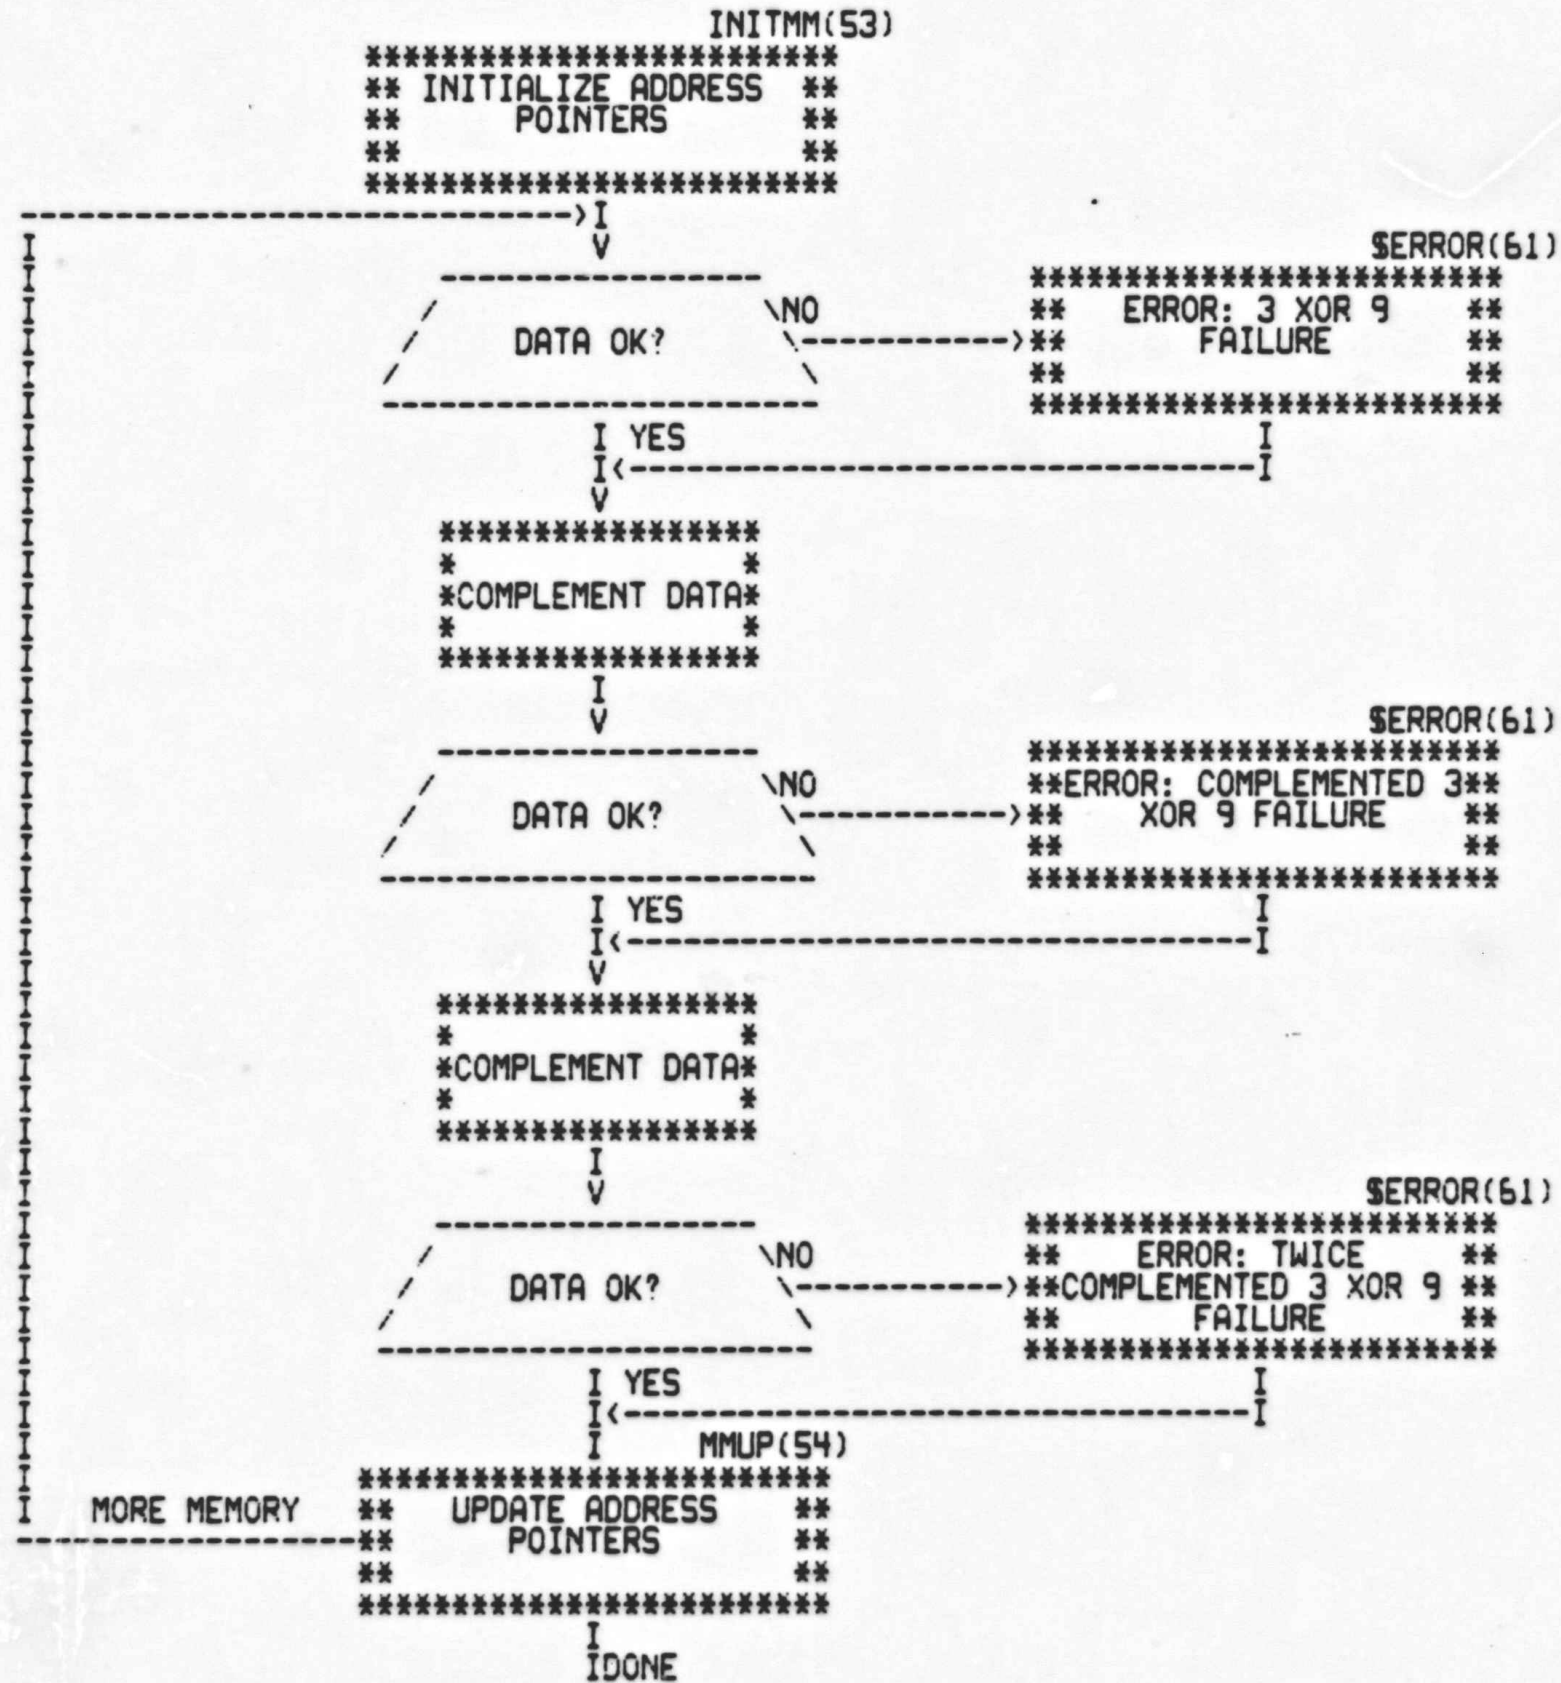 INITMM(53)
************************
** INITIALIZE ADDRESS **
** POINTERS **
** **
************************
----------------------------->I
V
$ERROR(61)
-----------------
************************
/ \NO ** ERROR: 3 XOR 9 **
/ DATA OK? \----------->** FAILURE **
/ \ ** **
----------------------- ************************
I YES I
I<---------------------------------I
V
*****************
* *
*COMPLEMENT DATA*
* *
*****************
I
V
$ERROR(61)
----------------- *************************
/ \NO **ERROR: COMPLEMENTED 3**
/ DATA OK? \----------->** XOR 9 FAILURE **
/ \ ** **
----------------------- *************************
I YES I
I<---------------------------------I
V
*****************
* *
*COMPLEMENT DATA*
* *
*****************
I
V
$ERROR(61)
----------------- *************************
/ \NO ** ERROR: TWICE **
/ DATA OK? \----------->**COMPLEMENTED 3 XOR 9 **
/ \ ** FAILURE **
----------------------- *************************
I YES I
I<---------------------------------I
I MMUP(54)
*************************
I MORE MEMORY ** UPDATE ADDRESS **
------------------** POINTERS **
** **
*************************
I
IDONE